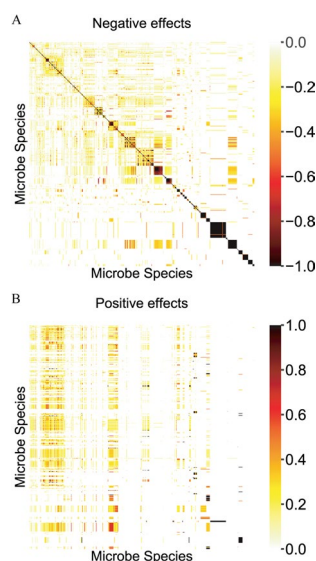 A
Negative effects
Microbe Species
Microbe Species
−0.0
−0.2
−0.4
−0.6
−0.8
−1.0
B
Positive effects
Microbe Species
Microbe Species
1.0
0.8
0.6
0.4
0.2
0.0